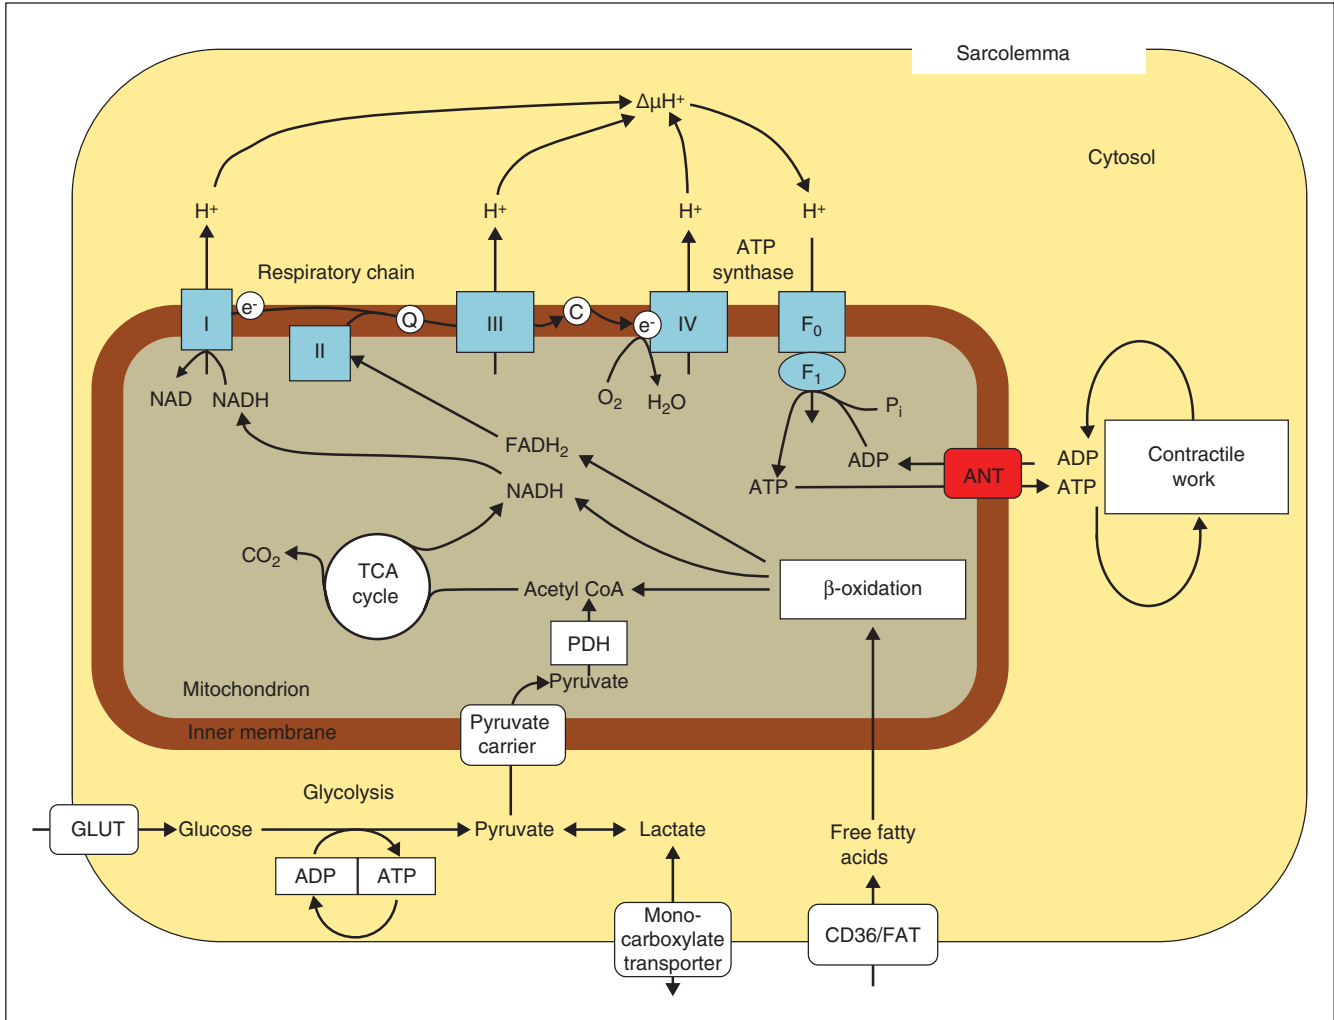 Sarcolemma
ΔμH+
Cytosol
H+
H+
H+
H+
Respiratory chain
ATP
synthase
e-
I
II
Q
III
C
e-
IV
F0
F1
NAD
NADH
O2
H2O
Pi
FADH2
NADH
ADP
ATP
ANT
ADP
ATP
Contractile
work
CO2
TCA
cycle
Acetyl CoA
β-oxidation
PDH
Pyruvate
Mitochondrion
Inner membrane
Pyruvate
carrier
Glycolysis
GLUT
Glucose
Pyruvate
Lactate
Free fatty
acids
ADP
ATP
Mono-
carboxylate
transporter
CD36/FAT